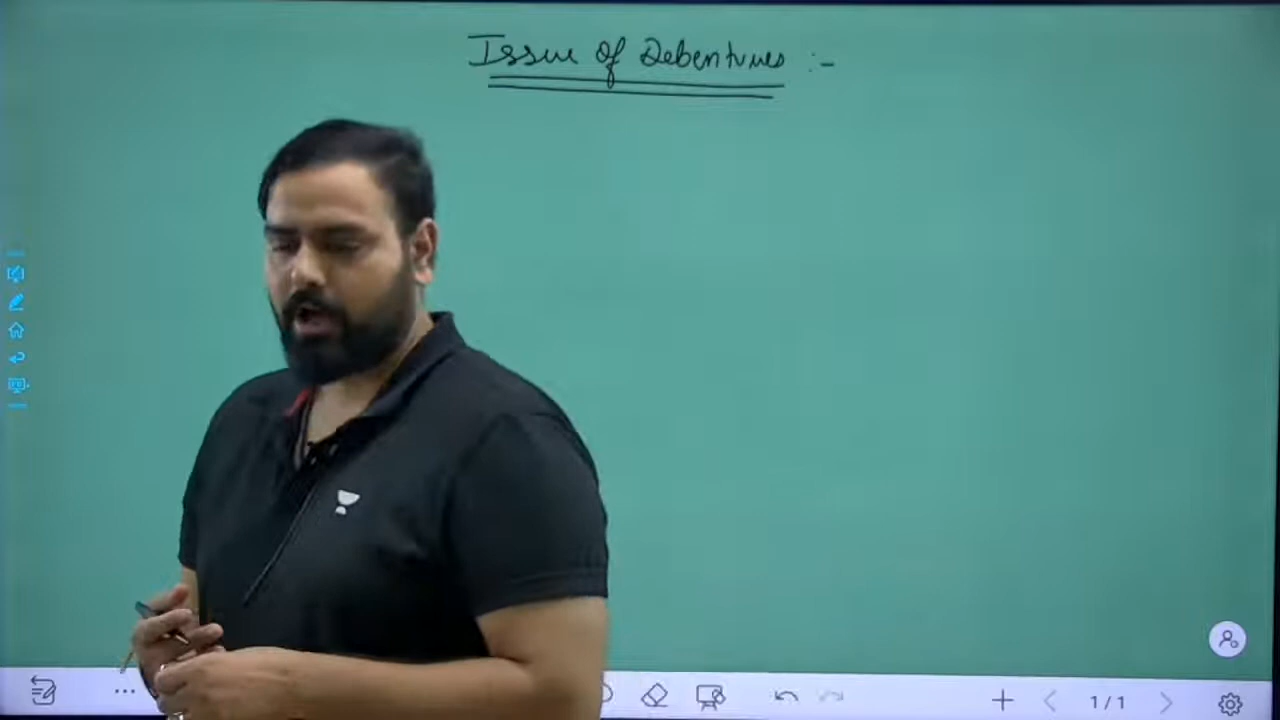 Issue of Debentures :-
1/1